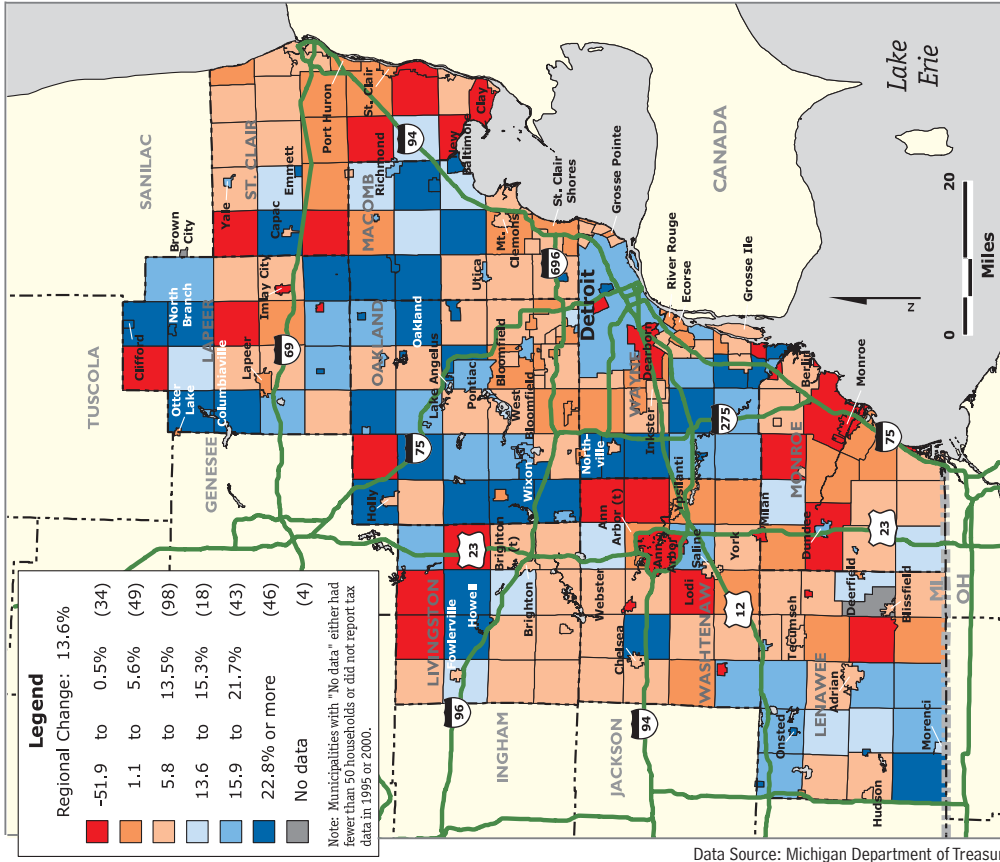 Legend
Regional Change: 13.6%
-51.9 to 0.5% (34)
1.1 to 5.6% (49)
5.8 to 13.5% (98)
13.6 to 15.3% (18)
15.9 to 21.7% (43)
22.8% or more (46)
No data (4)
Note: Municipalities with "No data" either had
fewer than 50 households or did not report tax
data in 1995 or 2000.
SANILAC
TUSCOLA
GENESEE
LAPEER
ST. CLAIR
MACOMB
OAKLAND
LIVINGSTON
INGHAM
JACKSON
WASHTENAW
WAYNE
MONROE
LENAWEE
CANADA
Lake
Erie
MI
OH
Brown
City
Yale
Capac
Emmett
Port Huron
St. Clair
Richmond
New
Baltimore
Clay
Clifford
North
Branch
Otter
Lake
Columbiaville
Imlay City
Lapeer
Mt.
Clemens
Utica
St. Clair
Shores
Grosse Pointe
Oakland
Lake Angelus
Pontiac
Bloomfield
West
Bloomfield
Detroit
River Rouge
Ecorse
Grosse Ile
Dearborn
Inkster
Holly
Wixon
North-
ville
Fowlerville
Howell
Brighton
(t)
Brighton
Webster
Chelsea
Ann
Arbor (t)
Ann
Arbor
Ypsilanti
Saline
Lodi
York
Milan
Berlin
Monroe
Dundee
Deerfield
Blissfield
Tecumseh
Adrian
Onsted
Hudson
Morenci
94
696
69
75
96
23
94
12
275
75
23
N
0 20
Miles
Data Source: Michigan Department of Treasur